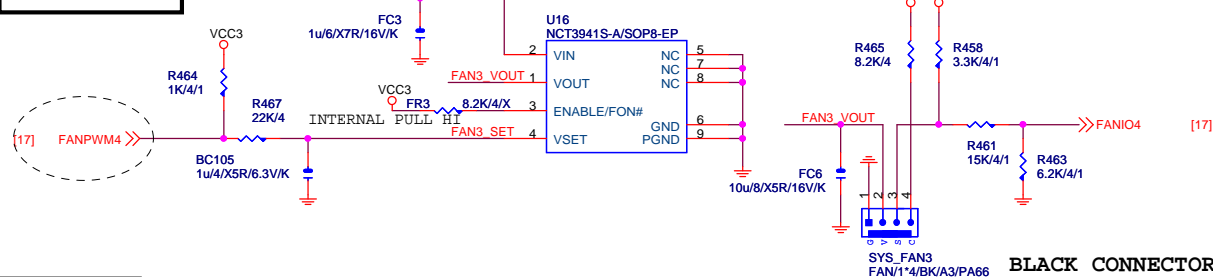 FC3
1u/6/X7R/16V/K
VCC3
R464
1K/4/1
R467
22K/4
[17]
FANPWM4
BC105
1u/4/X5R/6.3V/K
VCC3
FR3
8.2K/4/X
INTERNAL PULL HI
FAN3_VOUT
FAN3_SET
U16
NCT3941S-A/SOP8-EP
2
VIN
1
VOUT
3
ENABLE/FON#
4
VSET
NC
5
NC
7
NC
8
GND
6
PGND
9
R465
8.2K/4
R458
3.3K/4/1
FAN3_VOUT
FC6
10u/8/X5R/16V/K
R461
15K/4/1
R463
6.2K/4/1
FANIO4
[17]
1
2
3
4
G
V
S
C
SYS_FAN3
FAN/1*4/BK/A3/PA66
BLACK CONNECTOR